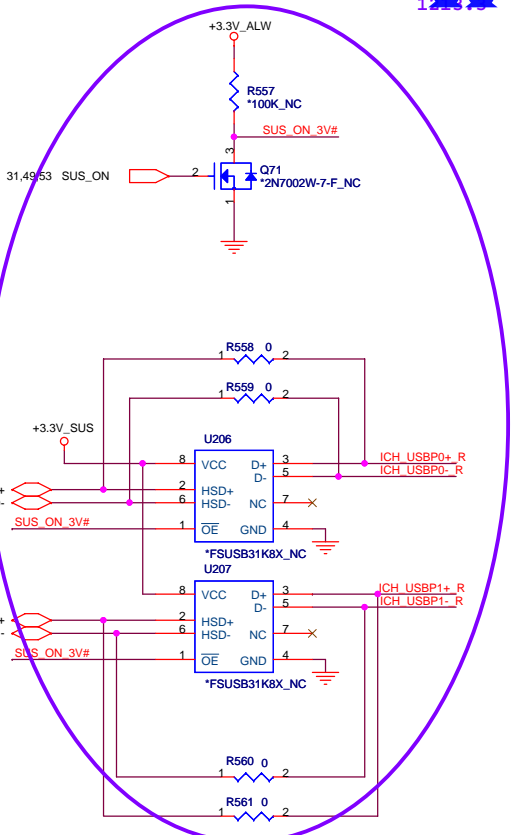 +3.3V_ALW
R557
*100K_NC
SUS_ON_3V#
3
31,49,53 SUS_ON
2
Q71
*2N7002W-7-F_NC
1
R558 0
1 2
R559 0
1 2
+3.3V_SUS
U206
8 VCC D+ 3 ICH_USBP0+_R
D- 5 ICH_USBP0-_R
+ 2 HSD+
- 6 HSD- NC 7
SUS_ON_3V# 1 OE GND 4
*FSUSB31K8X_NC
U207
8 VCC D+ 3 ICH_USBP1+_R
D- 5 ICH_USBP1-_R
+ 2 HSD+
- 6 HSD- NC 7
SUS_ON_3V# 1 OE GND 4
*FSUSB31K8X_NC
R560 0
1 2
R561 0
1 2